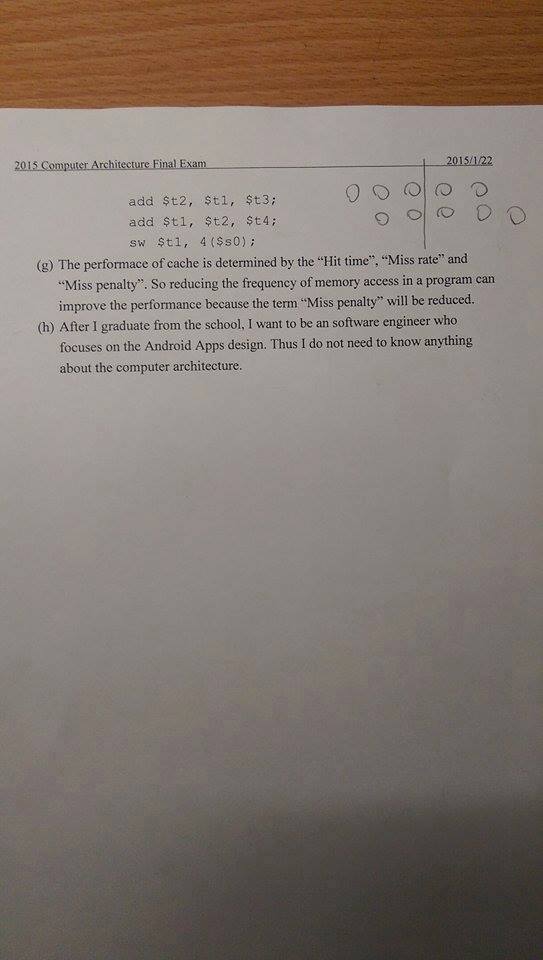 2015 Computer Architecture Final Exam 2015/1/22
add $t2, $t1, $t3;
add $t1, $t2, $t4;
sw $t1, 4($s0);
(g) The performace of cache is determined by the “Hit time”, “Miss rate” and
“Miss penalty”. So reducing the frequency of memory access in a program can
improve the performance because the term “Miss penalty” will be reduced.
(h) After I graduate from the school, I want to be an software engineer who
focuses on the Android Apps design. Thus I do not need to know anything
about the computer architecture.